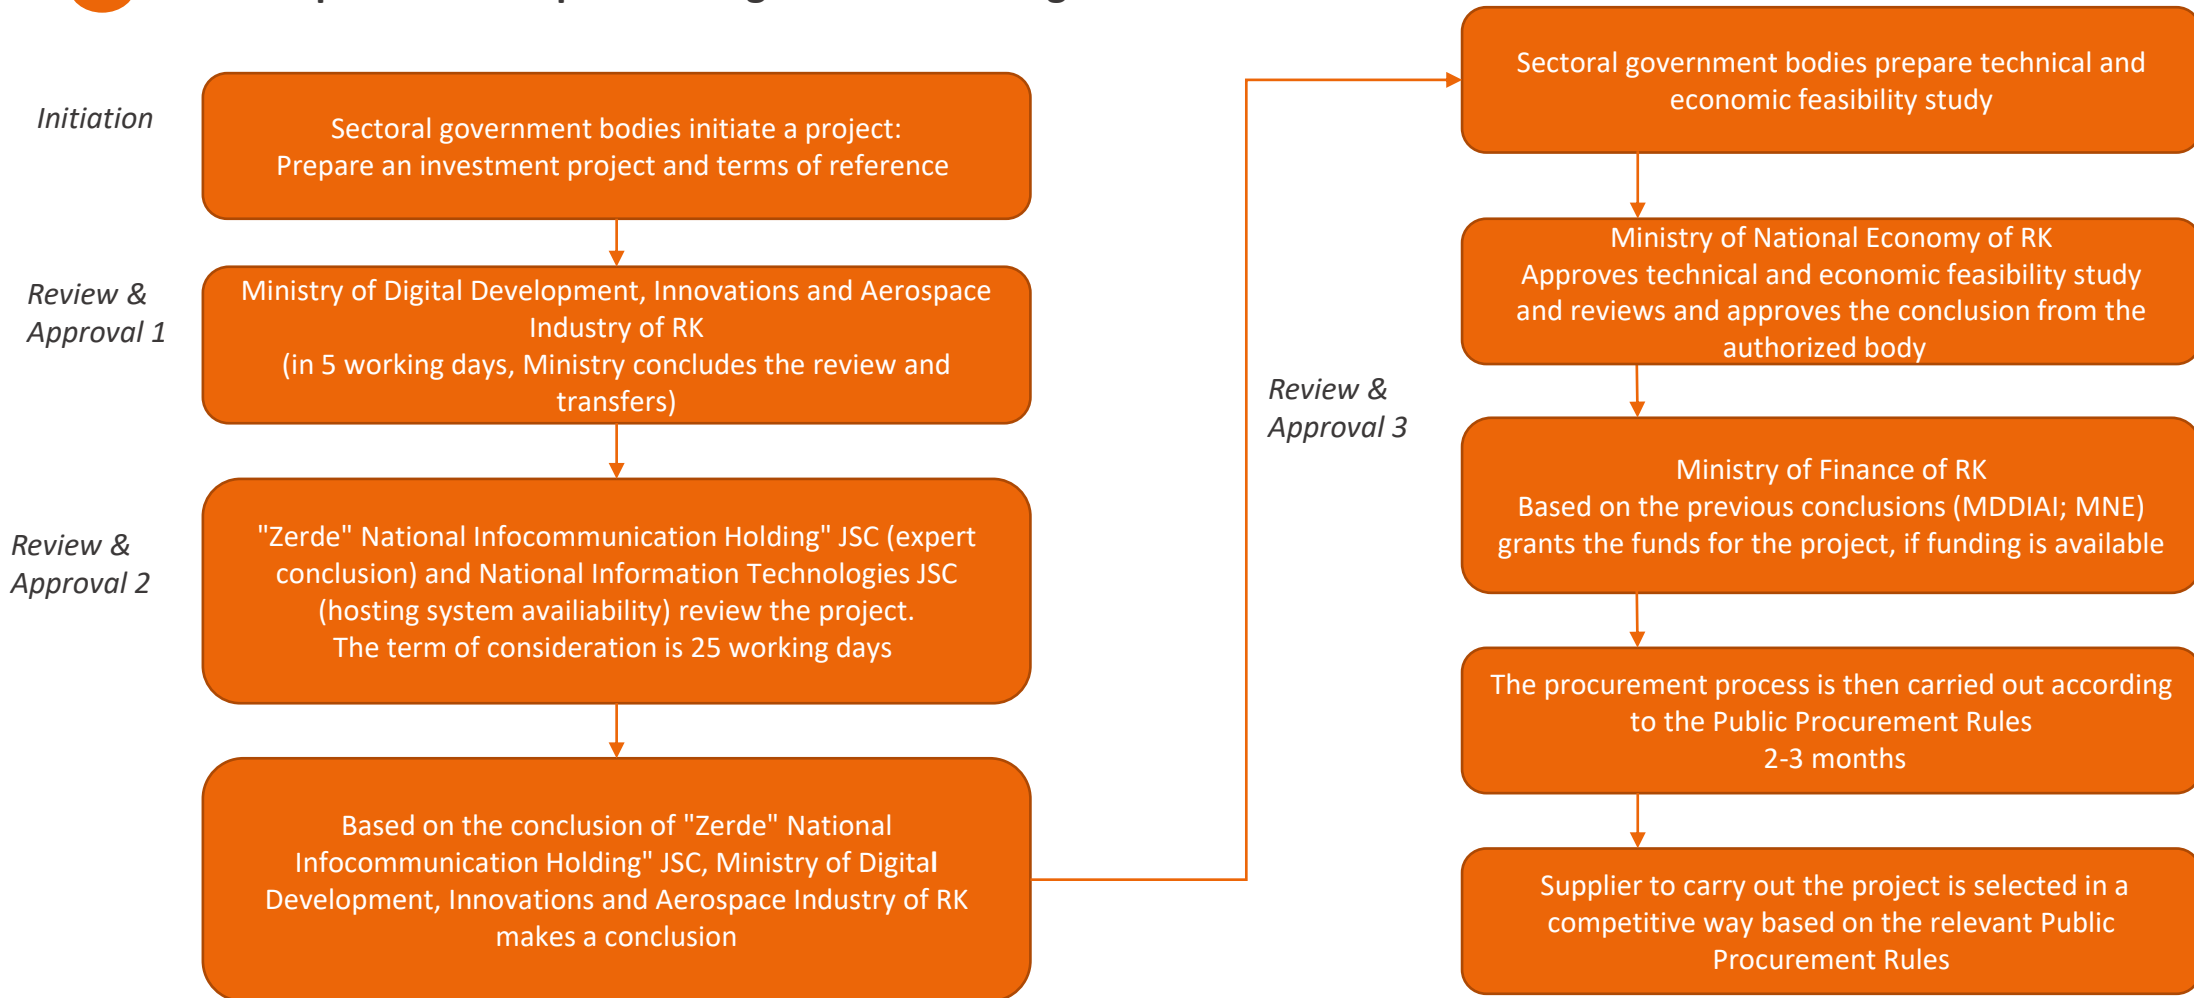 Initiation
Sectoral government bodies initiate a project:
Prepare an investment project and terms of reference
Review &
Approval 1
Ministry of Digital Development, Innovations and Aerospace
Industry of RK
(in 5 working days, Ministry concludes the review and
transfers)
Review &
Approval 2
"Zerde" National Infocommunication Holding" JSC (expert
conclusion) and National Information Technologies JSC
(hosting system availiability) review the project.
The term of consideration is 25 working days
Based on the conclusion of "Zerde" National
Infocommunication Holding" JSC, Ministry of Digital
Development, Innovations and Aerospace Industry of RK
makes a conclusion
Sectoral government bodies prepare technical and
economic feasibility study
Review &
Approval 3
Ministry of National Economy of RK
Approves technical and economic feasibility study
and reviews and approves the conclusion from the
authorized body
Ministry of Finance of RK
Based on the previous conclusions (MDDIAI; MNE)
grants the funds for the project, if funding is available
The procurement process is then carried out according
to the Public Procurement Rules
2-3 months
Supplier to carry out the project is selected in a
competitive way based on the relevant Public
Procurement Rules